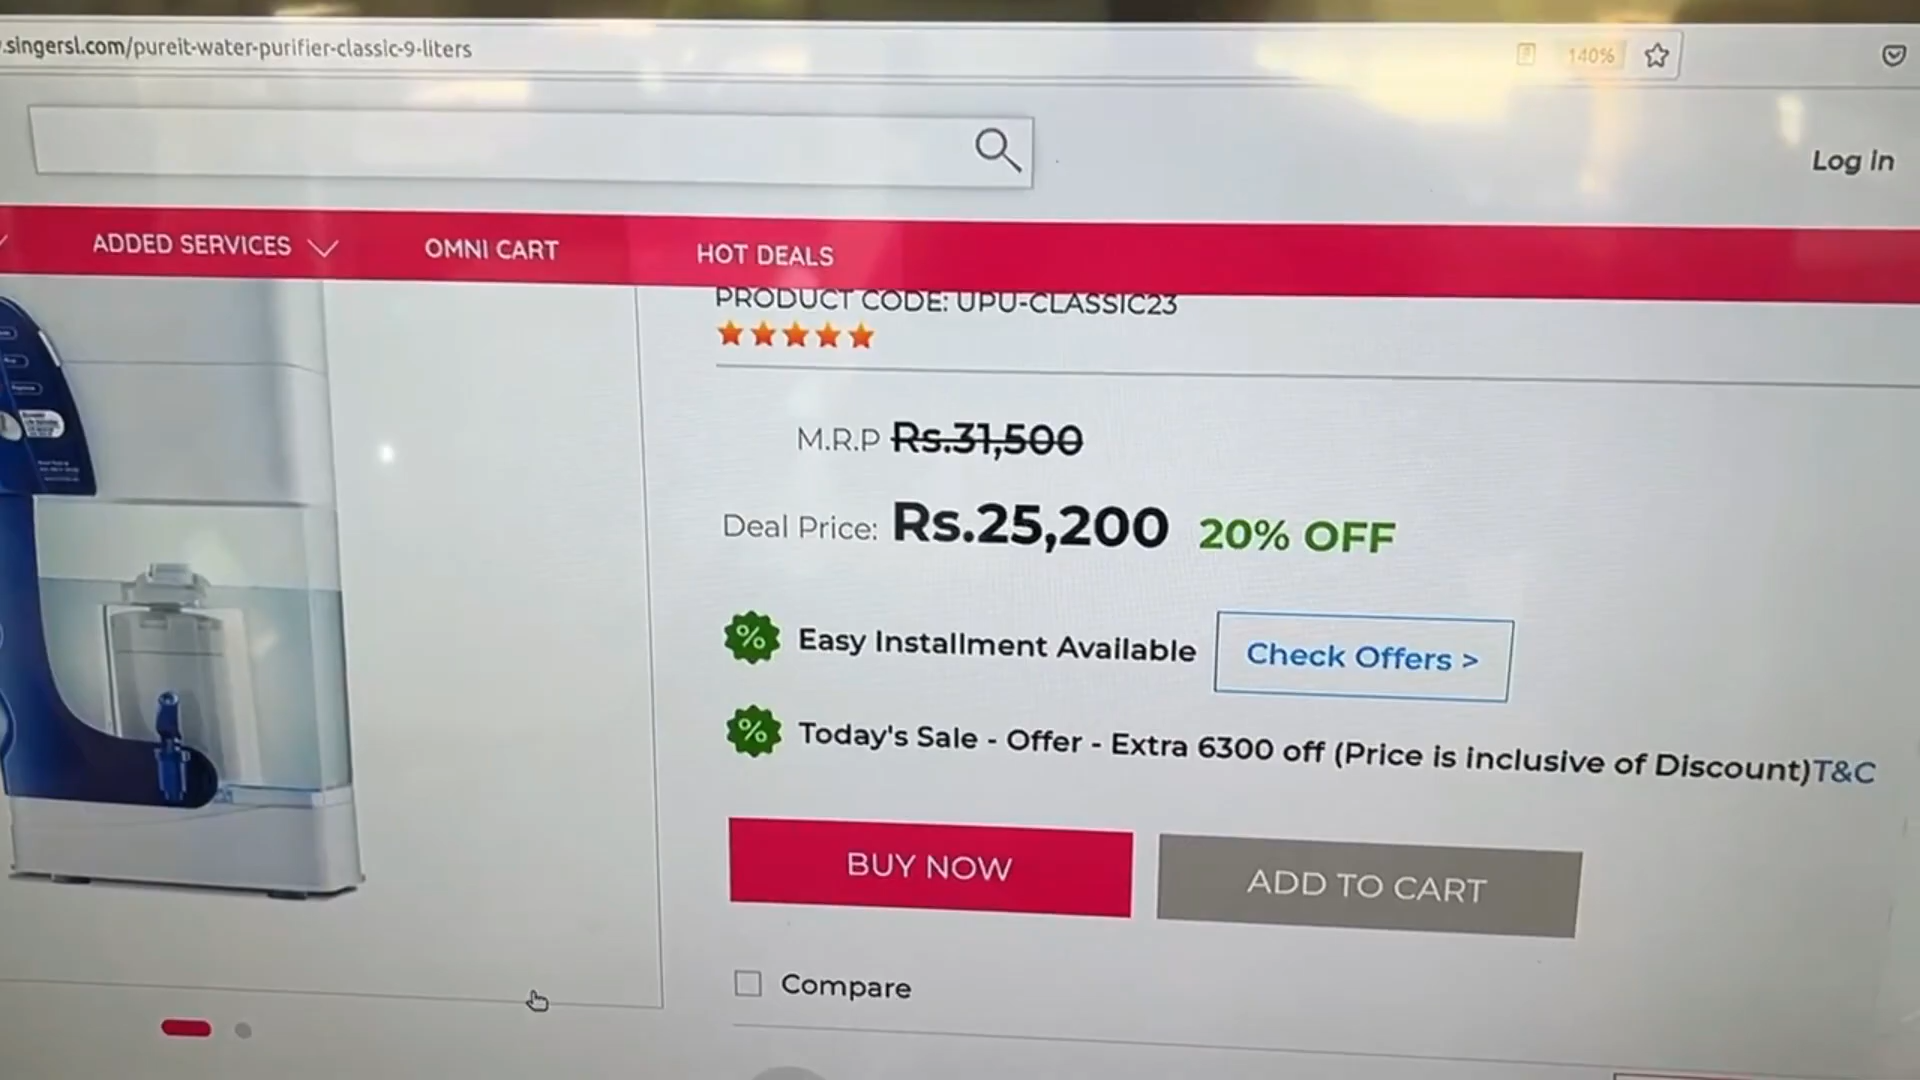 .singersl.com/pureit-water-purifier-classic-9-liters
140%
Log in
ADDED SERVICES
OMNI CART
HOT DEALS
PRODUCT CODE: UPU-CLASSIC23
M.R.P Rs.31,500
Deal Price: Rs.25,200 20% OFF
% Easy Installment Available Check Offers >
% Today's Sale - Offer - Extra 6300 off (Price is inclusive of Discount)T&C
BUY NOW
ADD TO CART
Compare